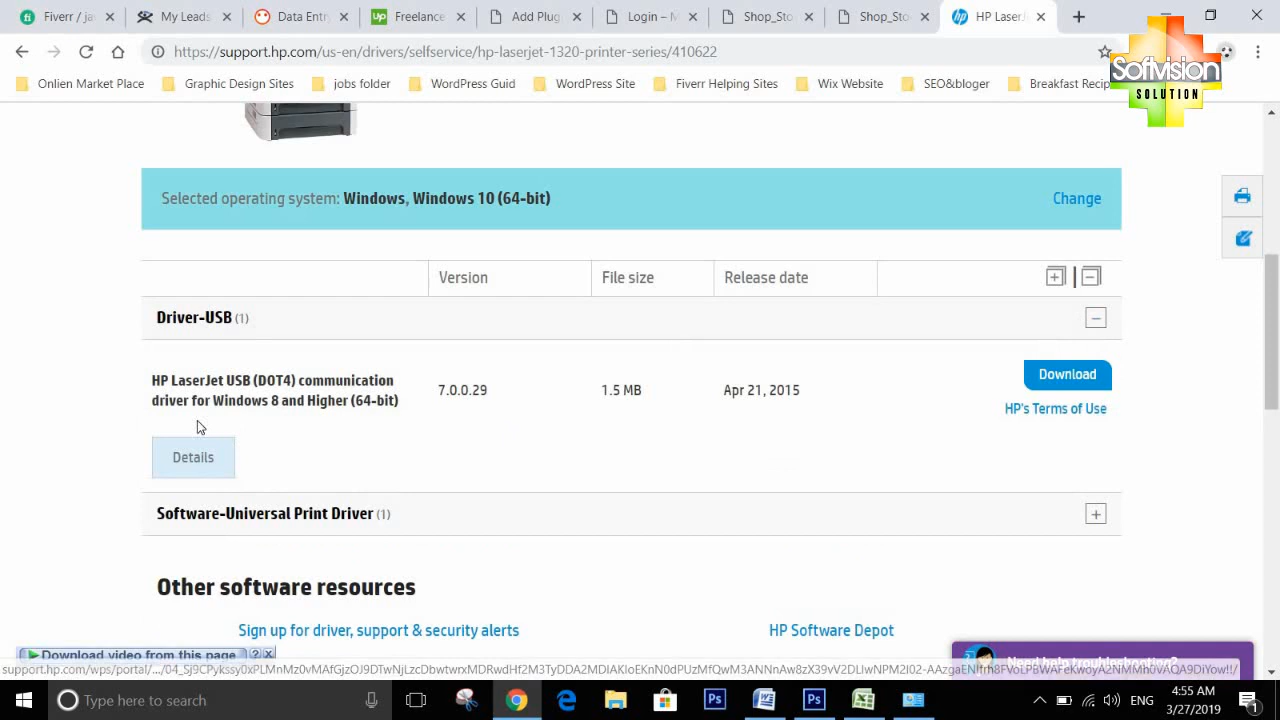 Fiverr / ja
My Leads
Data Entry
Freelance
Add Plug
Login – M
Shop_Sto
Shop_Sto
HP LaserJ
https://support.hp.com/us-en/drivers/selfservice/hp-laserjet-1320-printer-series/410622
Onlien Market Place
Graphic Design Sites
jobs folder
WordPress Guid
WordPress Site
Fiverr Helping Sites
Wix Website
SEO&bloger
Breakfast Recip
Softvision
SOLUTION
Selected operating system: Windows, Windows 10 (64-bit)
Change
Version
File size
Release date
Driver-USB (1)
HP LaserJet USB (DOT4) communication
driver for Windows 8 and Higher (64-bit)
7.0.0.29
1.5 MB
Apr 21, 2015
Download
HP's Terms of Use
Details
Software-Universal Print Driver (1)
Other software resources
Sign up for driver, support & security alerts
HP Software Depot
Download video from this page
? ×
Need help troubleshooting?
Type here to search
ENG
4:55 AM
3/27/2019
1